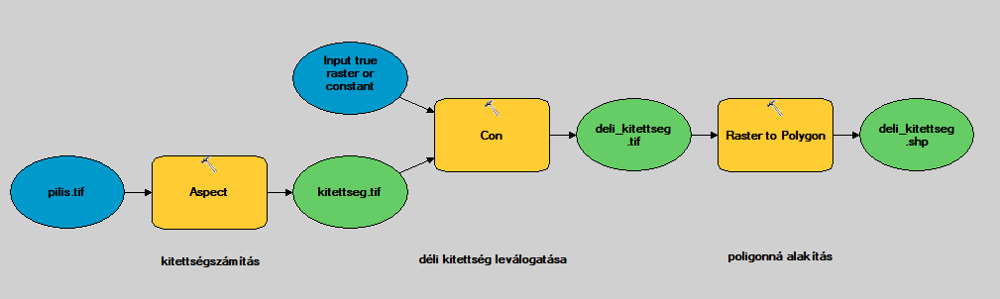 Input true
raster or
constant
Con
deli_kitettseg
.tif
Raster to Polygon
deli_kitettseg
.shp
pilis.tif
Aspect
kitettseg.tif
kitettségszámítás
déli kitettség leválogatása
poligonná alakítás